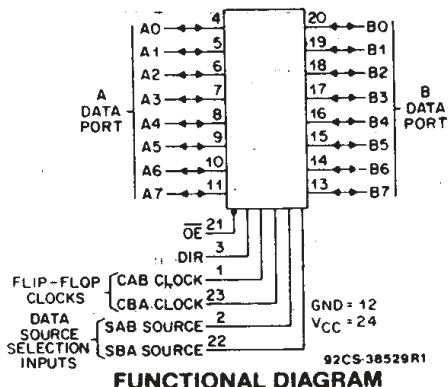 A0 4 20 B0
A1 5 19 B1
A2 6 18 B2
A3 7 17 B3
A4 8 16 B4
A5 9 15 B5
A6 10 14 B6
A7 11 13 B7
A
DATA
PORT
B
DATA
PORT
OE 21
DIR 3
FLIP-FLOP
CLOCKS
CAB CLOCK 1
CBA CLOCK 23
DATA
SOURCE
SELECTION
INPUTS
SAB SOURCE 2
SBA SOURCE 22
GND = 12
VCC = 24
92CS-38529R1
FUNCTIONAL DIAGRAM